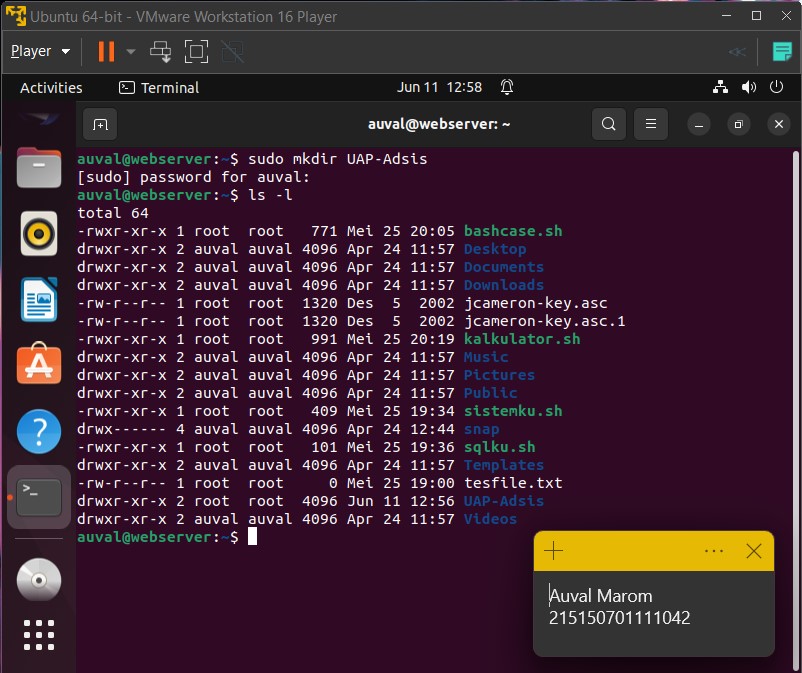 Ubuntu 64-bit - VMware Workstation 16 Player
Player
Activities
Terminal
Jun 11 12:58
auval@webserver: ~
auval@webserver:~$ sudo mkdir UAP-Adsis
[sudo] password for auval:
auval@webserver:~$ ls -l
total 64
-rwxr-xr-x 1 root  root   771 Mei 25 20:05 bashcase.sh
drwxr-xr-x 2 auval auval 4096 Apr 24 11:57 Desktop
drwxr-xr-x 2 auval auval 4096 Apr 24 11:57 Documents
drwxr-xr-x 2 auval auval 4096 Apr 24 11:57 Downloads
-rw-r--r-- 1 root  root  1320 Des  5  2002 jcameron-key.asc
-rw-r--r-- 1 root  root  1320 Des  5  2002 jcameron-key.asc.1
-rwxr-xr-x 1 root  root   991 Mei 25 20:19 kalkulator.sh
drwxr-xr-x 2 auval auval 4096 Apr 24 11:57 Music
drwxr-xr-x 2 auval auval 4096 Apr 24 11:57 Pictures
drwxr-xr-x 2 auval auval 4096 Apr 24 11:57 Public
-rwxr-xr-x 1 root  root   409 Mei 25 19:34 sistemku.sh
drwx------ 4 auval auval 4096 Apr 24 12:44 snap
-rwxr-xr-x 1 root  root   101 Mei 25 19:36 sqlku.sh
drwxr-xr-x 2 auval auval 4096 Apr 24 11:57 Templates
-rw-r--r-- 1 root  root     0 Mei 25 19:00 tesfile.txt
drwxr-xr-x 2 root  root  4096 Jun 11 12:56 UAP-Adsis
drwxr-xr-x 2 auval auval 4096 Apr 24 11:57 Videos
auval@webserver:~$
Auval Marom
215150701111042